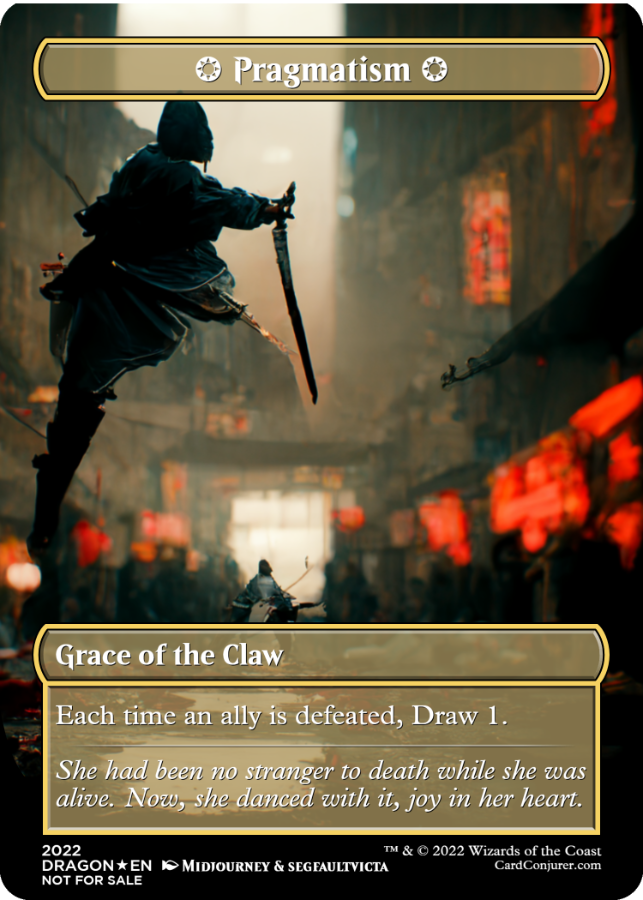 Pragmatism
Grace of the Claw
Each time an ally is defeated, Draw 1.
She had been no stranger to death while she was
alive. Now, she danced with it, joy in her heart.
2022
DRAGON★EN Midjourney & segfaultvicta
NOT FOR SALE
™ & © 2022 Wizards of the Coast
CardConjurer.com